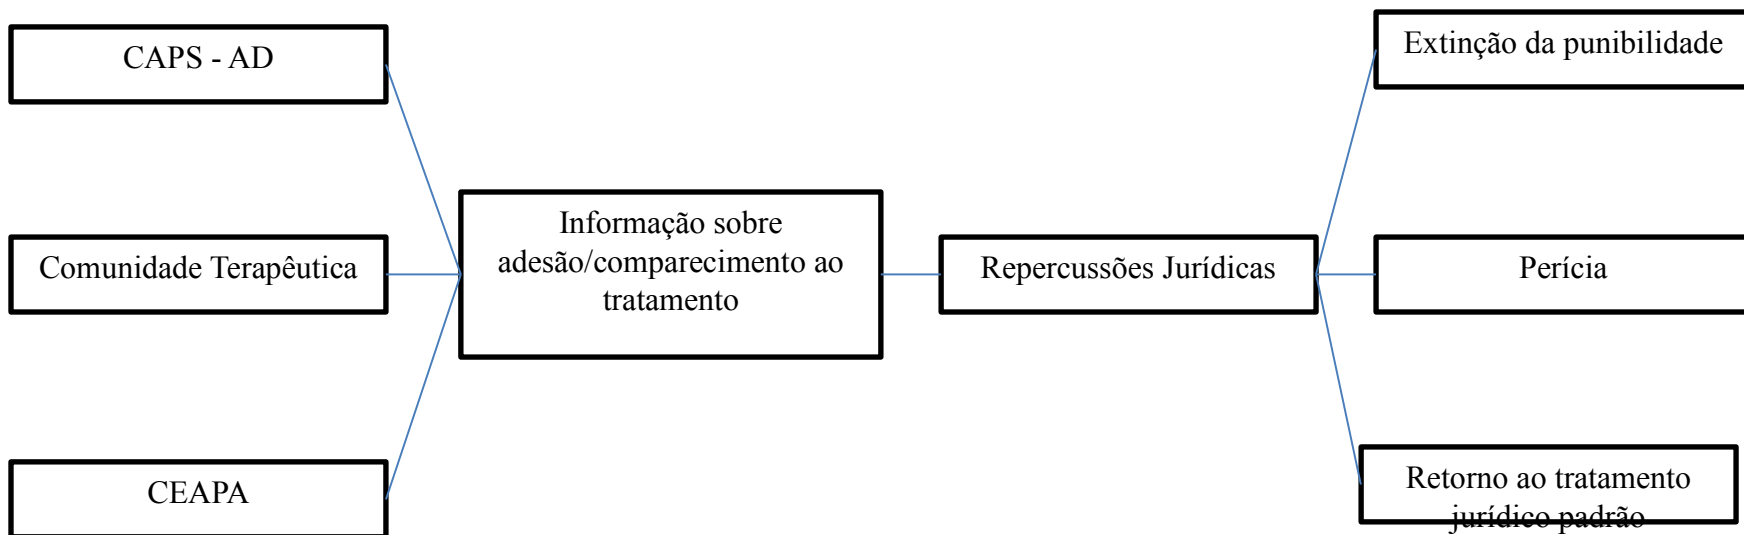 CAPS - AD
Comunidade Terapêutica
CEAPA
Informação sobre
adesão/comparecimento ao
tratamento
Repercussões Jurídicas
Extinção da punibilidade
Perícia
Retorno ao tratamento
jurídico padrão